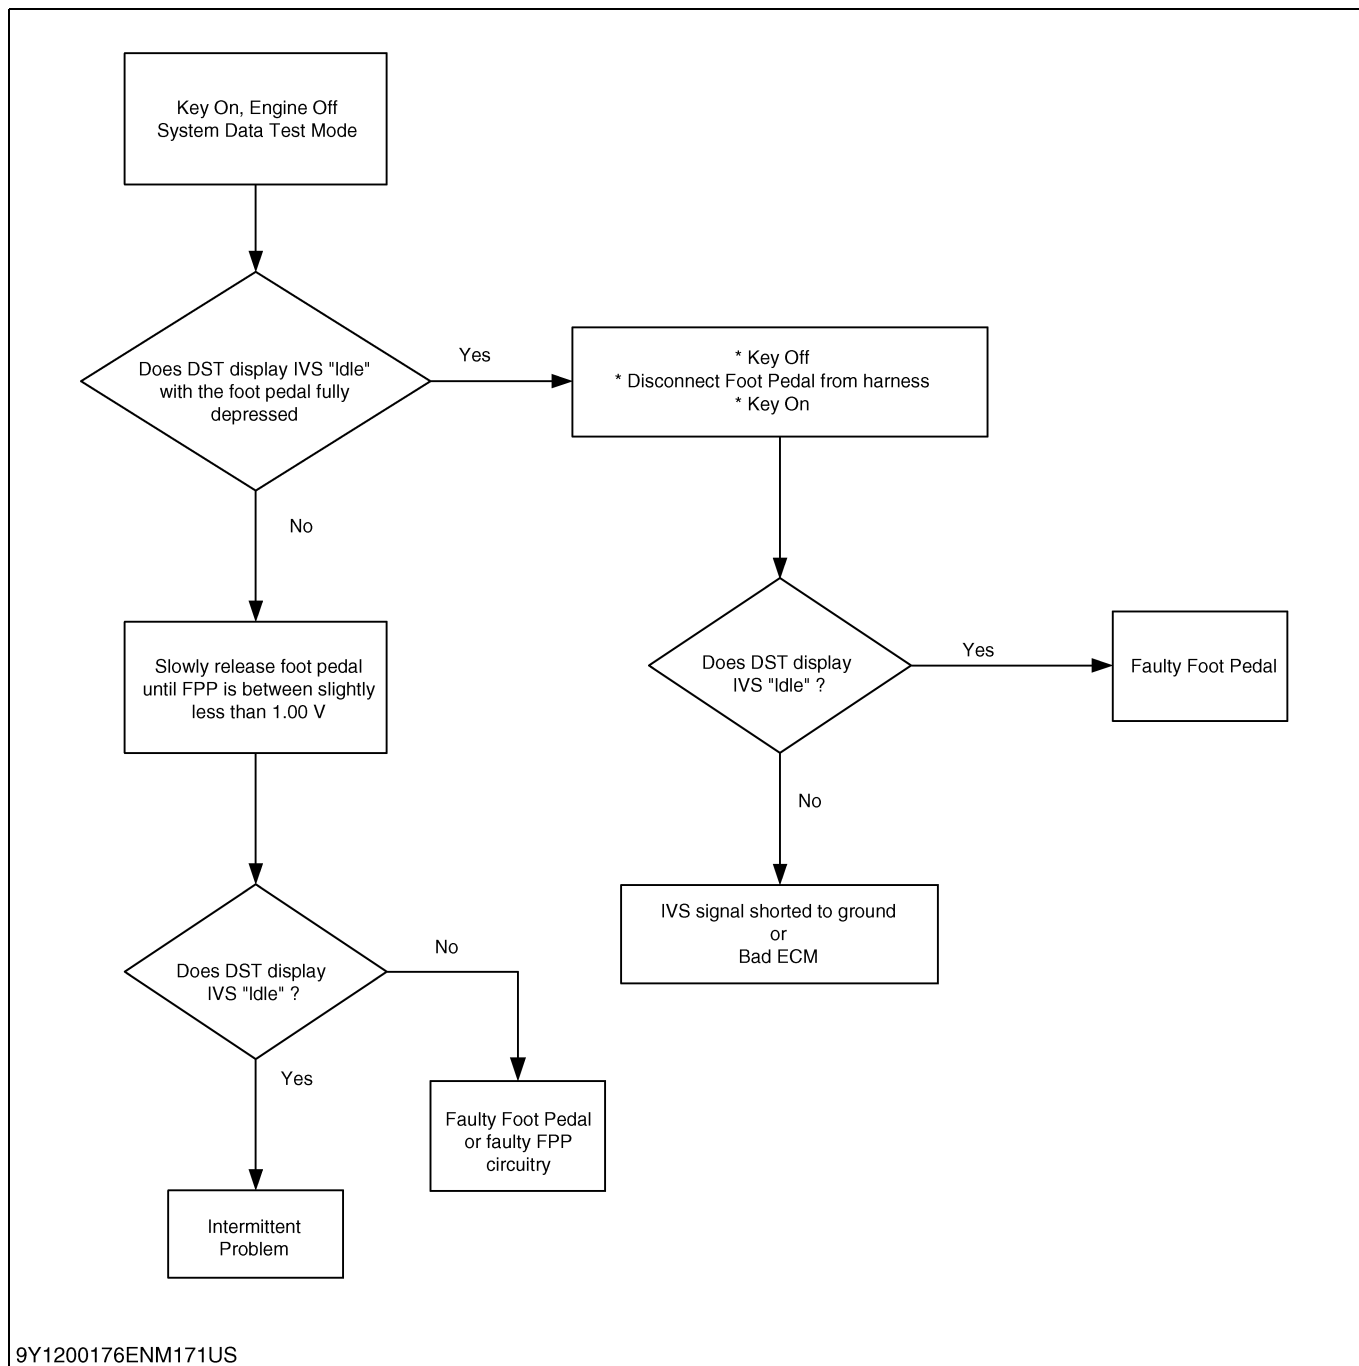 Key On, Engine Off
System Data Test Mode
Does DST display IVS "Idle"
with the foot pedal fully
depressed
Yes
* Key Off
* Disconnect Foot Pedal from harness
* Key On
No
Slowly release foot pedal
until FPP is between slightly
less than 1.00 V
Does DST display
IVS "Idle" ?
Yes
Faulty Foot Pedal
No
IVS signal shorted to ground
or
Bad ECM
Does DST display
IVS "Idle" ?
No
Yes
Faulty Foot Pedal
or faulty FPP
circuitry
Intermittent
Problem
9Y1200176ENM171US